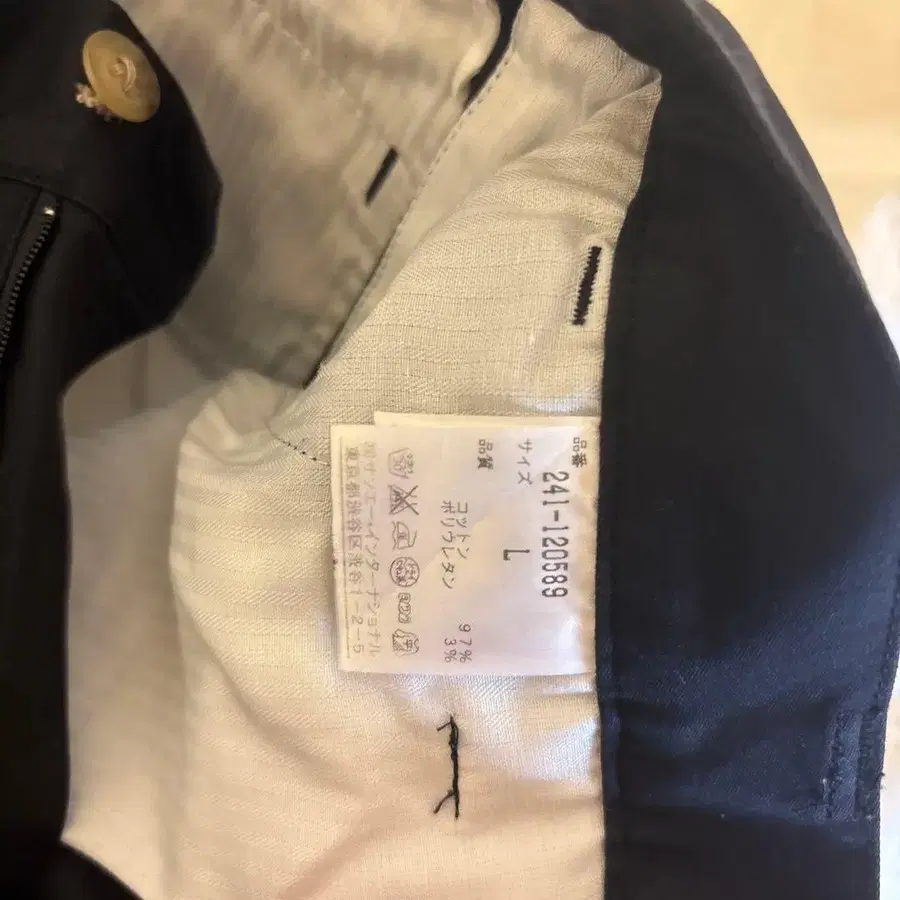 品番
241-120589
サイズ
L
品質
コットン 97%
ポリウレタン 3%
㈱サンエー・インターナショナル
東京都渋谷区渋谷1-2-5